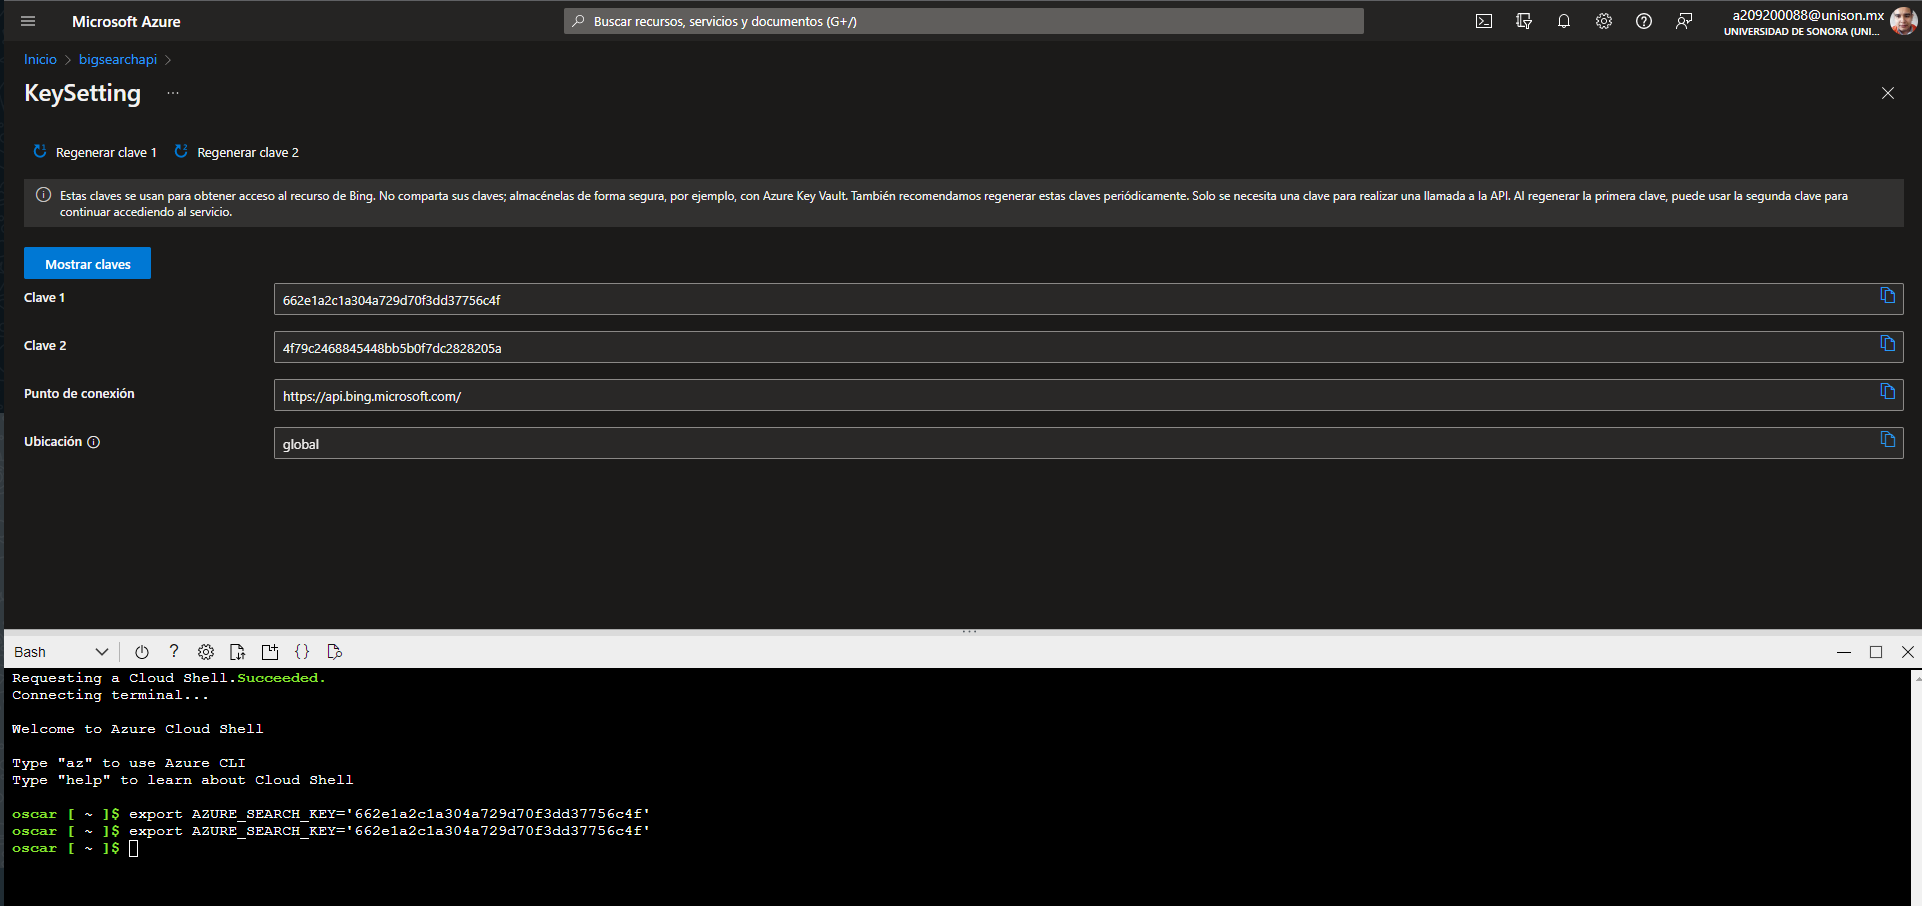 Microsoft Azure
Buscar recursos, servicios y documentos (G+/)
a209200088@unison.mx
UNIVERSIDAD DE SONORA (UNI...
Inicio > bigsearchapi >
KeySetting ...
Regenerar clave 1 Regenerar clave 2
Estas claves se usan para obtener acceso al recurso de Bing. No comparta sus claves; almacénelas de forma segura, por ejemplo, con Azure Key Vault. También recomendamos regenerar estas claves periódicamente. Solo se necesita una clave para realizar una llamada a la API. Al regenerar la primera clave, puede usar la segunda clave para
continuar accediendo al servicio.
Mostrar claves
Clave 1 662e1a2c1a304a729d70f3dd37756c4f
Clave 2 4f79c2468845448bb5b0f7dc2828205a
Punto de conexión https://api.bing.microsoft.com/
Ubicación global
Bash
Requesting a Cloud Shell.Succeeded.
Connecting terminal...
Welcome to Azure Cloud Shell
Type "az" to use Azure CLI
Type "help" to learn about Cloud Shell
oscar [ ~ ]$ export AZURE_SEARCH_KEY='662e1a2c1a304a729d70f3dd37756c4f'
oscar [ ~ ]$ export AZURE_SEARCH_KEY='662e1a2c1a304a729d70f3dd37756c4f'
oscar [ ~ ]$